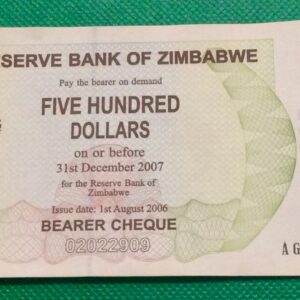 SERVE BANK OF ZIMBABWE
Pay the bearer on demand
FIVE HUNDRED
DOLLARS
on or before
31st December 2007
for the Reserve Bank of
Zimbabwe
Issue date: 1st August 2006
BEARER CHEQUE
02022909
A G